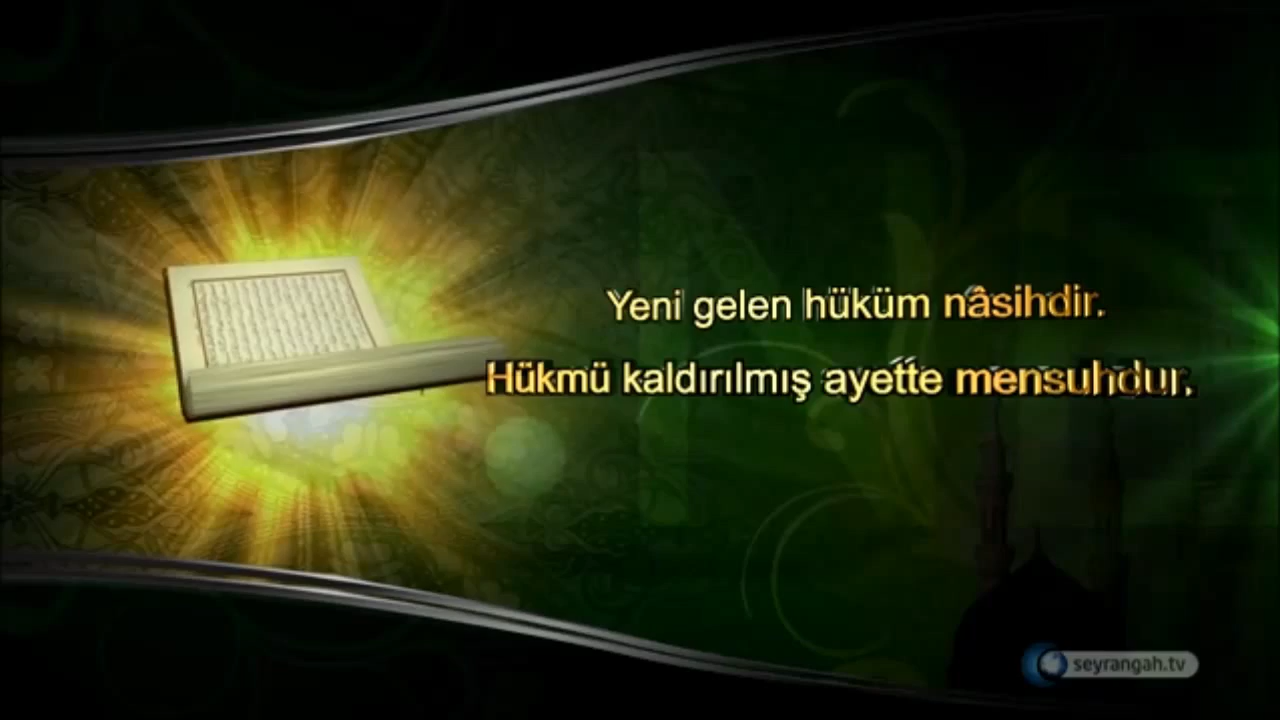 Yeni gelen hüküm nâsihdir.
Hükmü kaldırılmış ayette mensuhdur.
seyrangah.tv